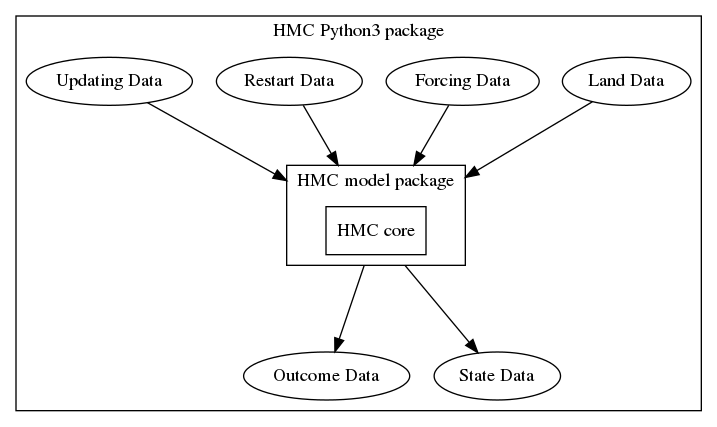 HMC Python3 package
Updating Data
Restart Data
Forcing Data
Land Data
HMC model package
HMC core
Outcome Data
State Data